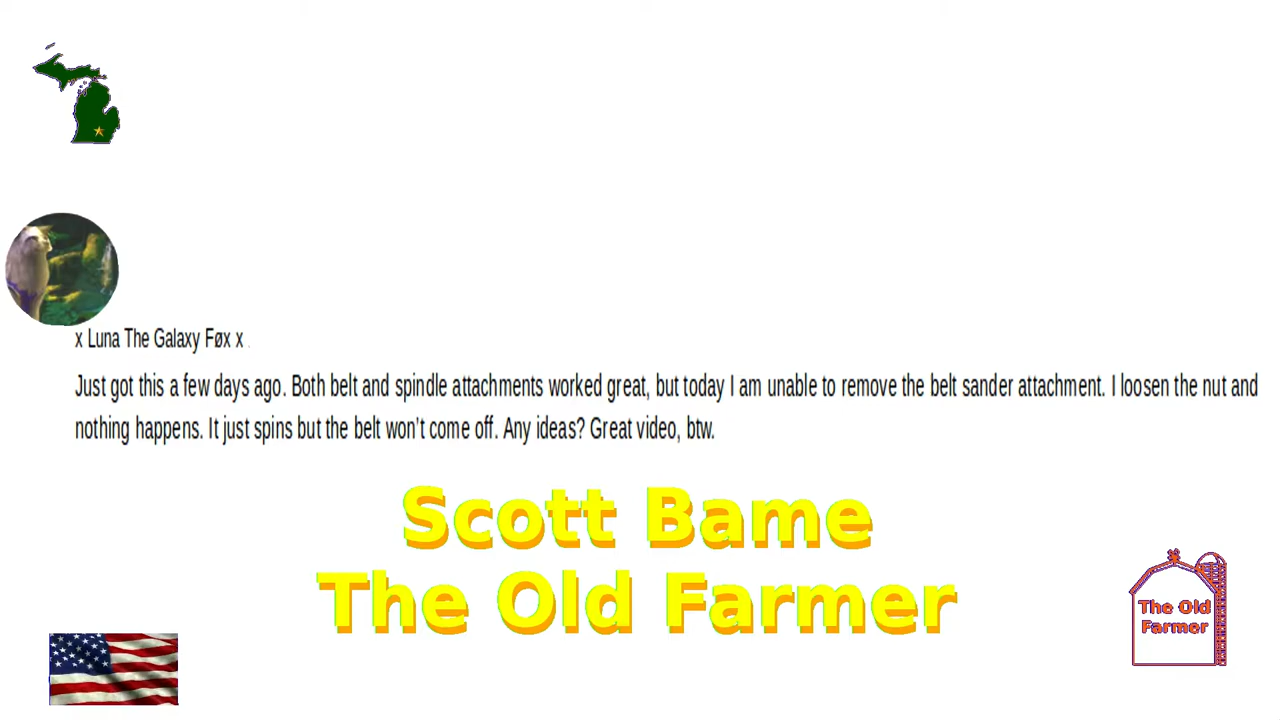 x Luna The Galaxy Føx x
Just got this a few days ago. Both belt and spindle attachments worked great, but today I am unable to remove the belt sander attachment. I loosen the nut and
nothing happens. It just spins but the belt won’t come off. Any ideas? Great video, btw.
Scott Bame
The Old Farmer
The Old
Farmer